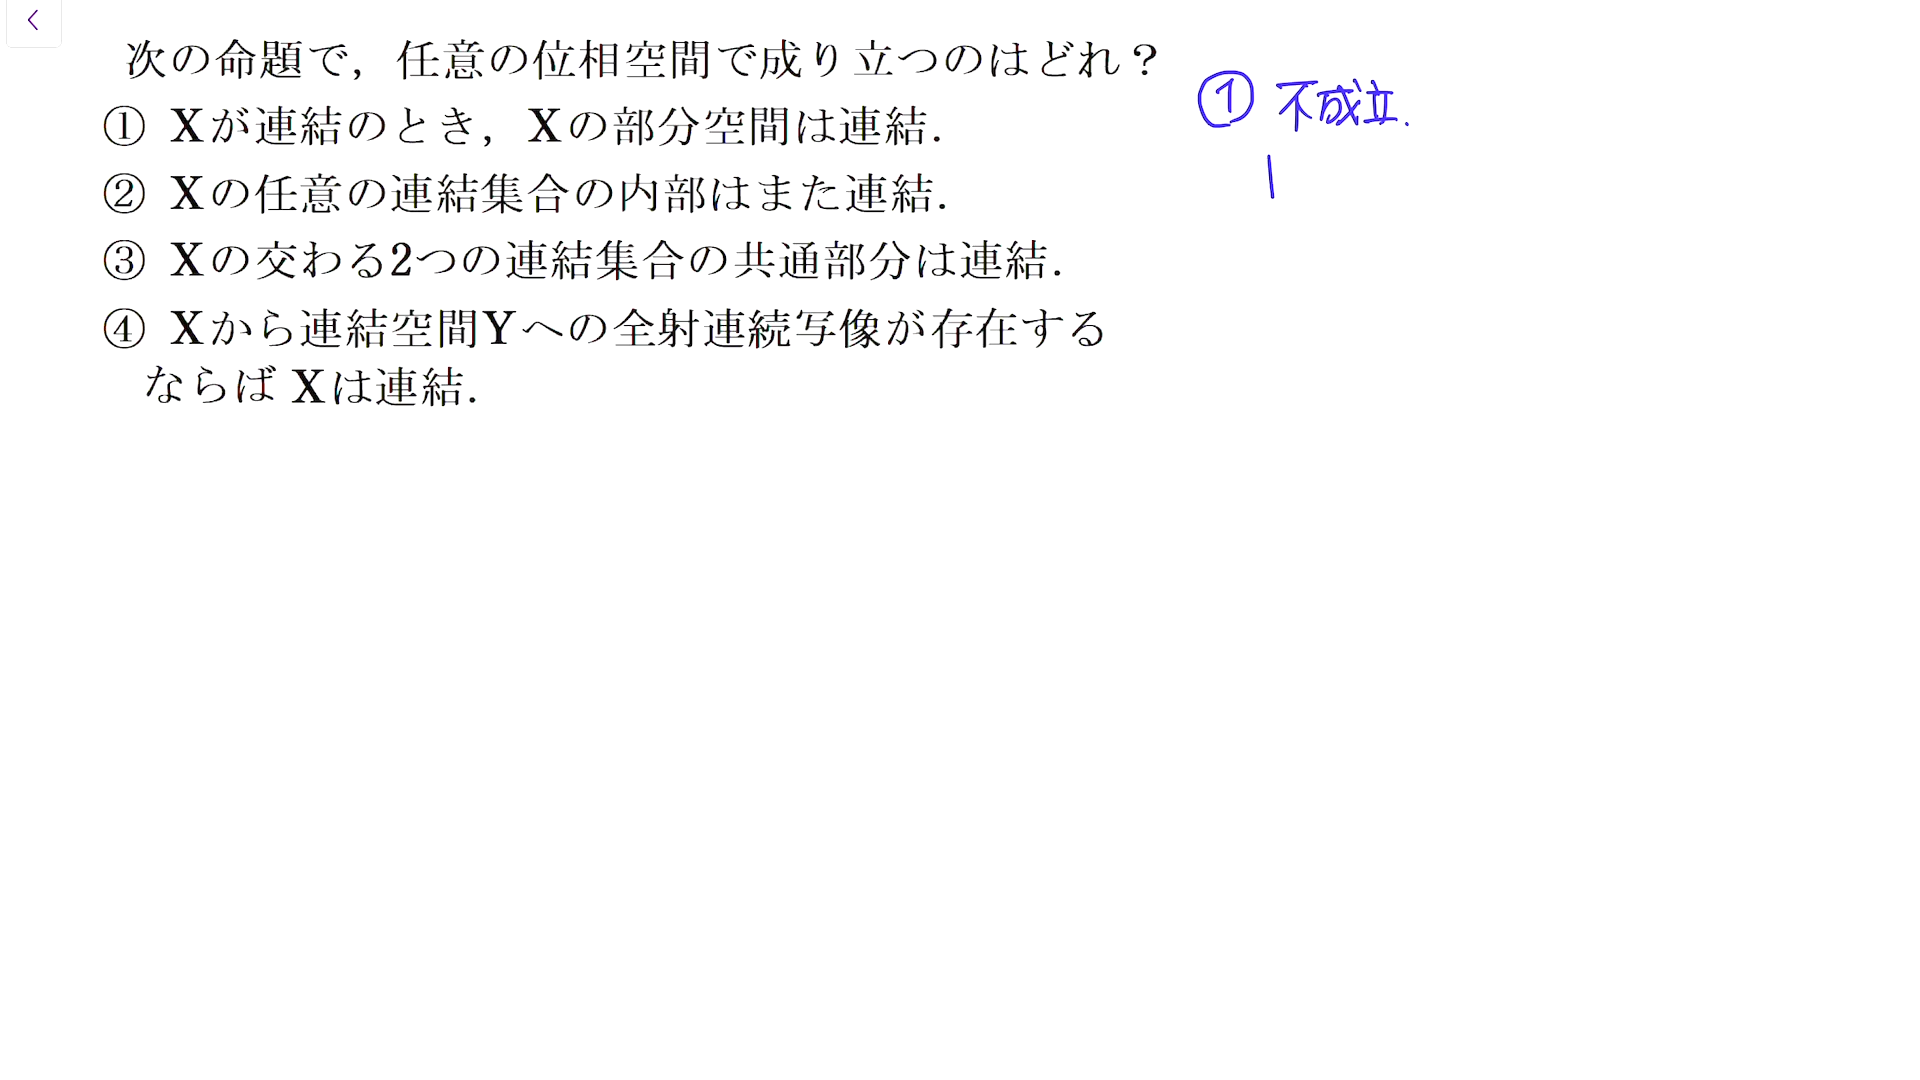 次の命題で，任意の位相空間で成り立つのはどれ？
① Xが連結のとき，Xの部分空間は連結．
② Xの任意の連結集合の内部はまた連結．
③ Xの交わる2つの連結集合の共通部分は連結．
④ Xから連結空間Yへの全射連続写像が存在する
ならば Xは連結．
① 不成立.